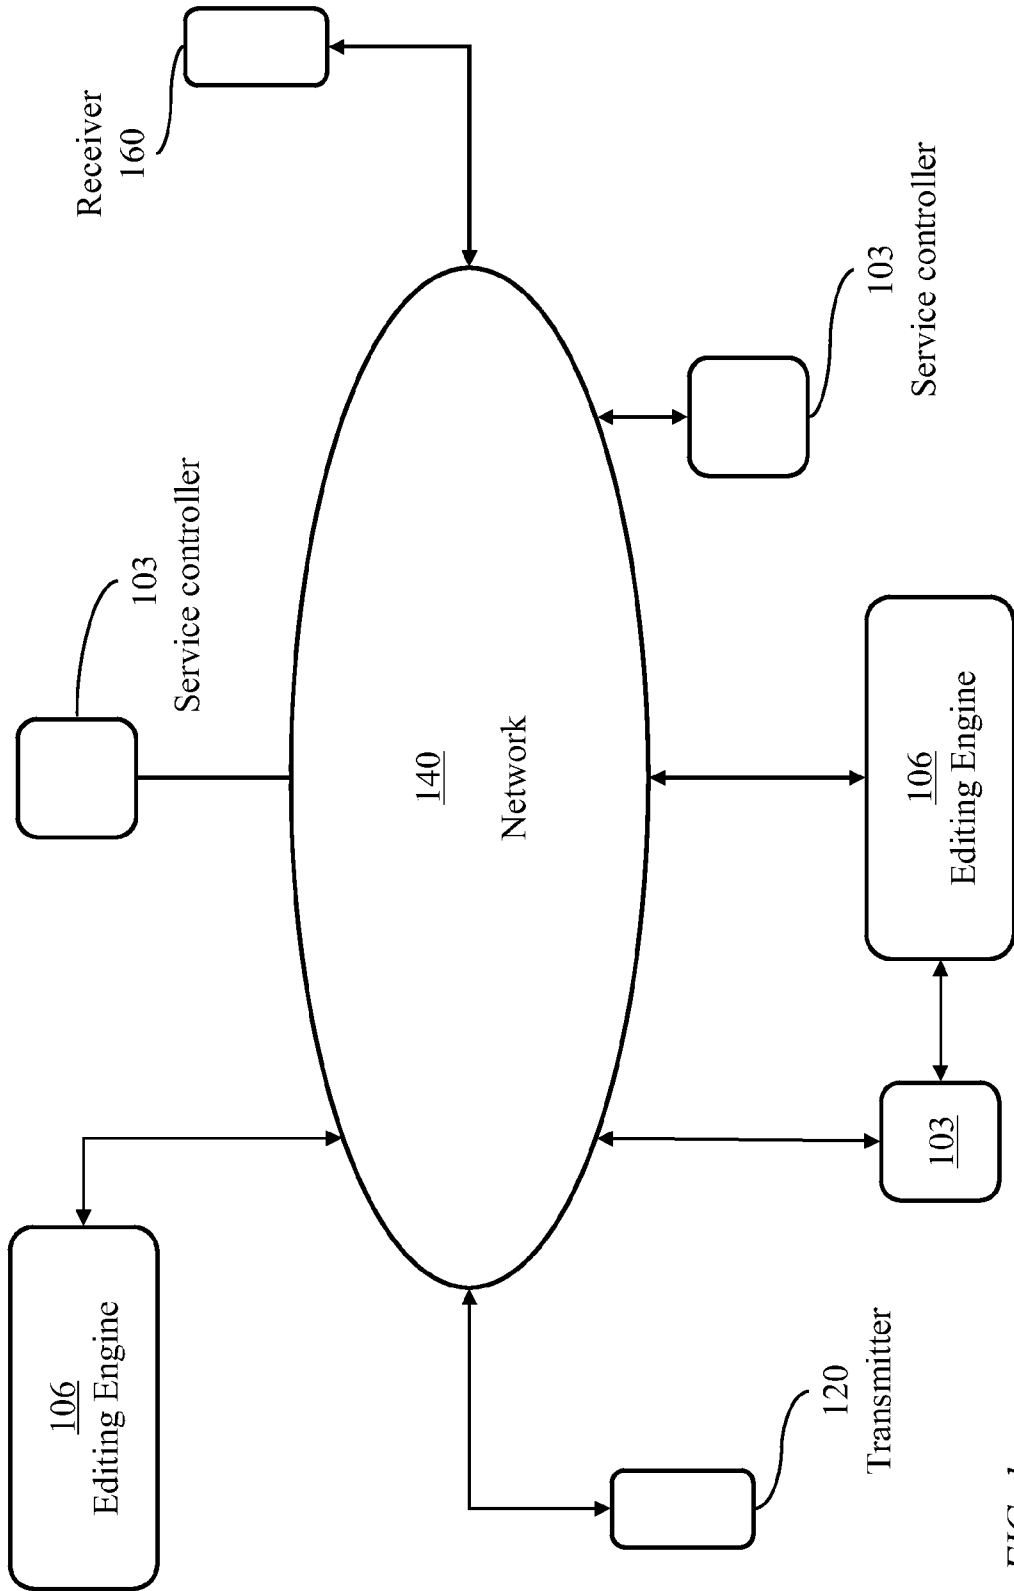 106
Editing Engine
103
Service controller
Receiver
160
140
Network
120
Transmitter
103
Service controller
103
106
Editing Engine
FIG. 1